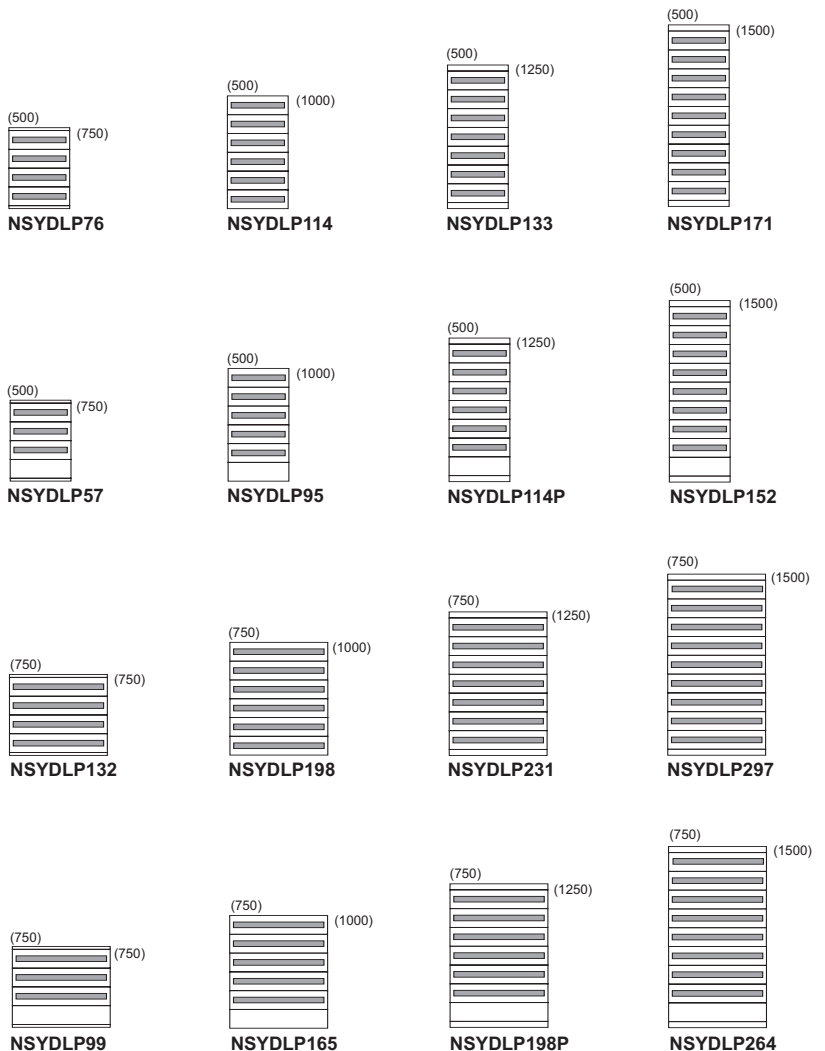 (500)
(750)
NSYDLP76
(500)
(1000)
NSYDLP114
(500)
(1250)
NSYDLP133
(500)
(1500)
NSYDLP171
(500)
(750)
NSYDLP57
(500)
(1000)
NSYDLP95
(500)
(1250)
NSYDLP114P
(500)
(1500)
NSYDLP152
(750)
(750)
NSYDLP132
(750)
(1000)
NSYDLP198
(750)
(1250)
NSYDLP231
(750)
(1500)
NSYDLP297
(750)
(750)
NSYDLP99
(750)
(1000)
NSYDLP165
(750)
(1250)
NSYDLP198P
(750)
(1500)
NSYDLP264